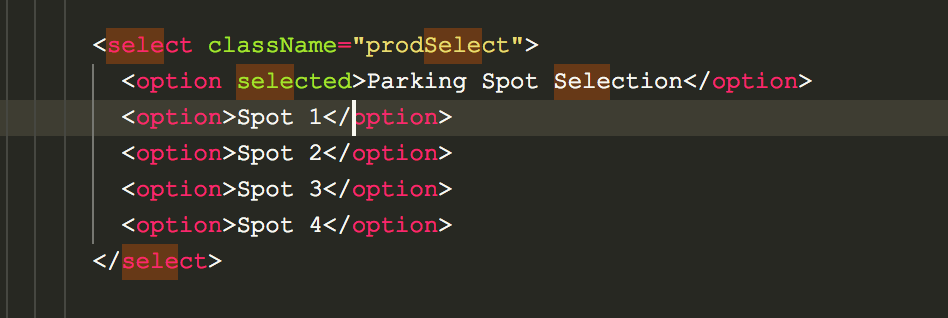 <select className="prodSelect">
<option selected>Parking Spot Selection</option>
<option>Spot 1</option>
<option>Spot 2</option>
<option>Spot 3</option>
<option>Spot 4</option>
</select>